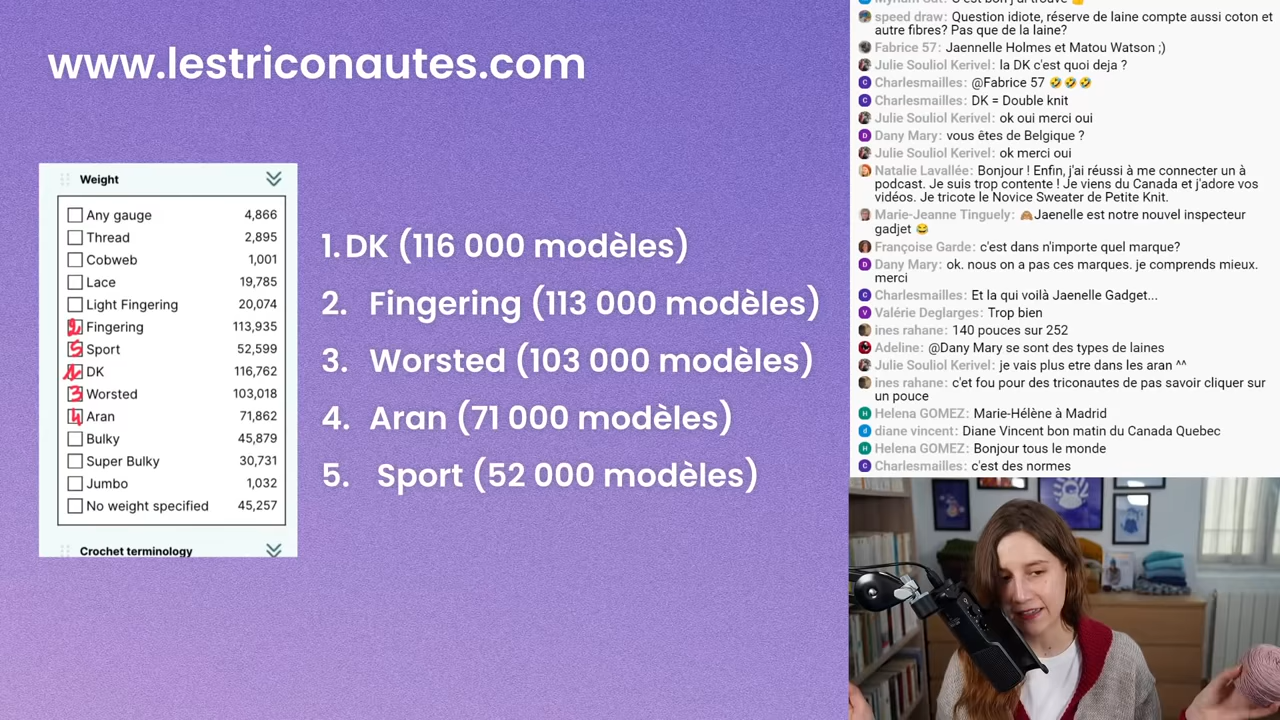 www.lestriconautes.com
Weight
Any gauge 4,866
Thread 2,895
Cobweb 1,001
Lace 19,785
Light Fingering 20,074
2. Fingering 113,935
5 Sport 52,599
1. DK 116,762
3 Worsted 103,018
4 Aran 71,862
Bulky 45,879
Super Bulky 30,731
Jumbo 1,032
No weight specified 45,257
Crochet terminology
1. DK (116 000 modèles)
2. Fingering (113 000 modèles)
3. Worsted (103 000 modèles)
4. Aran (71 000 modèles)
5. Sport (52 000 modèles)
speed draw: Question idiote, réserve de laine compte aussi coton et
autre fibres? Pas que de la laine?
Fabrice 57: Jaennelle Holmes et Matou Watson ;)
Julie Souliol Kerivel: la DK c'est quoi deja ?
Charlesmailles: @Fabrice 57 🤣🤣🤣
Charlesmailles: DK = Double knit
Julie Souliol Kerivel: ok oui merci oui
Dany Mary: vous êtes de Belgique ?
Julie Souliol Kerivel: ok merci oui
Natalie Lavallée: Bonjour ! Enfin, j'ai réussi à me connecter un à
podcast. Je suis trop contente ! Je viens du Canada et j'adore vos
vidéos. Je tricote le Novice Sweater de Petite Knit.
Marie-Jeanne Tinguely: 🙈Jaenelle est notre nouvel inspecteur
gadjet 😂
Françoise Garde: c'est dans n'importe quel marque?
Dany Mary: ok. nous on a pas ces marques. je comprends mieux.
merci
Charlesmailles: Et la qui voilà Jaenelle Gadget...
Valérie Deglarges: Trop bien
ines rahane: 140 pouces sur 252
Adeline: @Dany Mary se sont des types de laines
Julie Souliol Kerivel: je vais plus etre dans les aran ^^
ines rahane: c'et fou pour des triconautes de pas savoir cliquer sur
un pouce
Helena GOMEZ: Marie-Hélène à Madrid
diane vincent: Diane Vincent bon matin du Canada Quebec
Helena GOMEZ: Bonjour tous le monde
Charlesmailles: c'est des normes